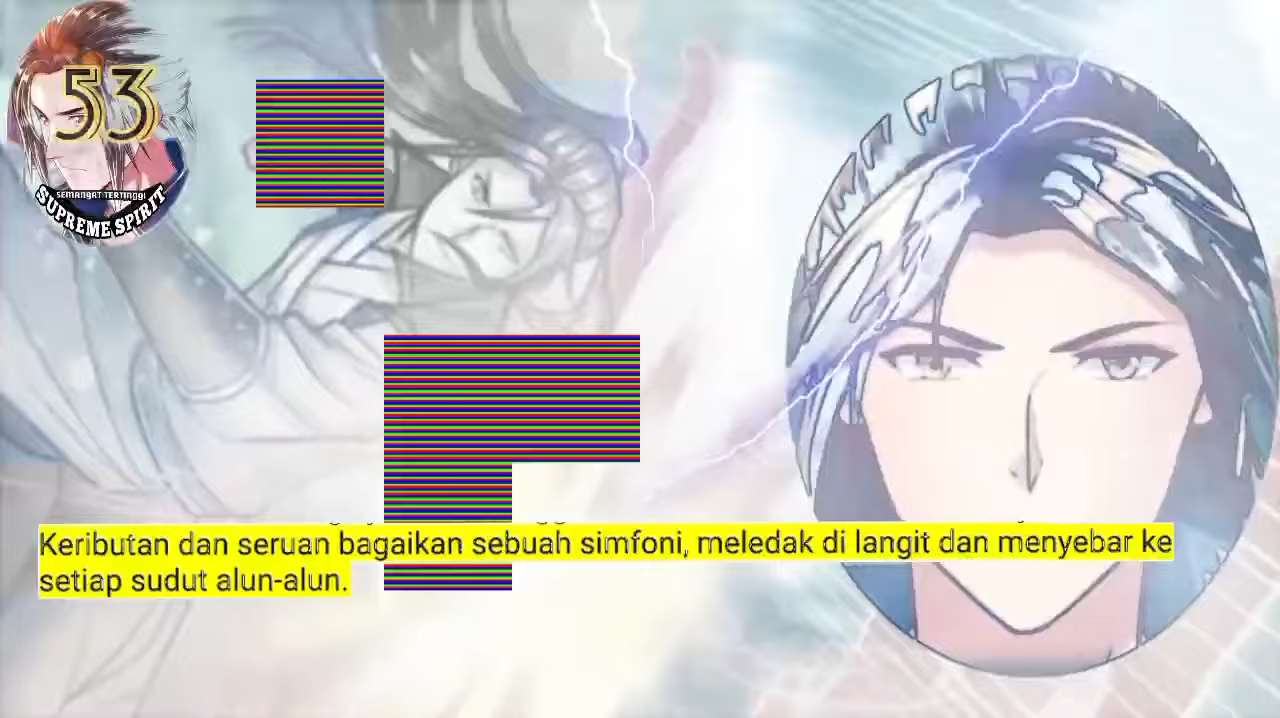 53
SEMANGAT TERTINGGI
SUPREME SPIRIT
Keributan dan seruan bagaikan sebuah simfoni, meledak di langit dan menyebar ke
setiap sudut alun-alun.